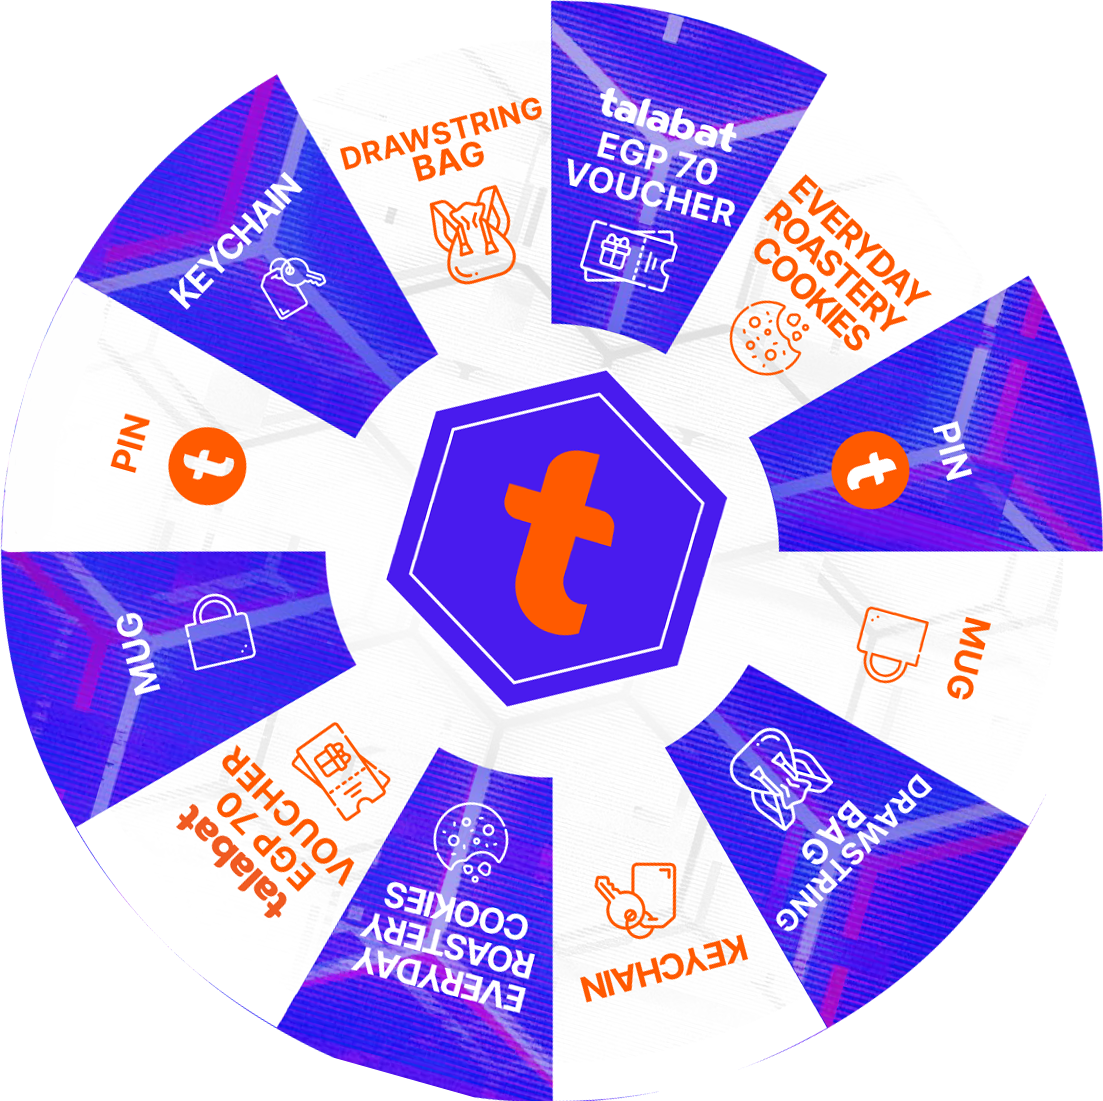 talabat
EGP 70
VOUCHER
EVERYDAY
ROASTERY
COOKIES
PIN
t
MUG
DRAWSTRING
BAG
KEYCHAIN
EVERYDAY
ROASTERY
COOKIES
talabat
EGP 70
VOUCHER
MUG
PIN
t
KEYCHAIN
DRAWSTRING
BAG
t